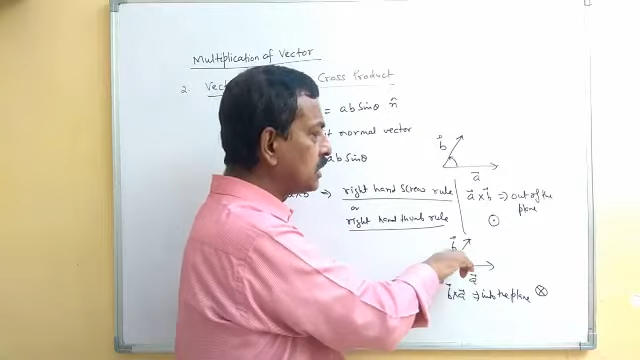 Multiplication of Vector
2. Cross Product
= ab Sinθ n̂
normal vector
ab Sinθ
⇒ right hand Screw rule
or
right hand thumb rule
b⃗
a⃗
a⃗ × b⃗ ⇒ out of the
plane
⊙
b⃗
a⃗
b⃗×a⃗ ⇒ into the plane ⊗